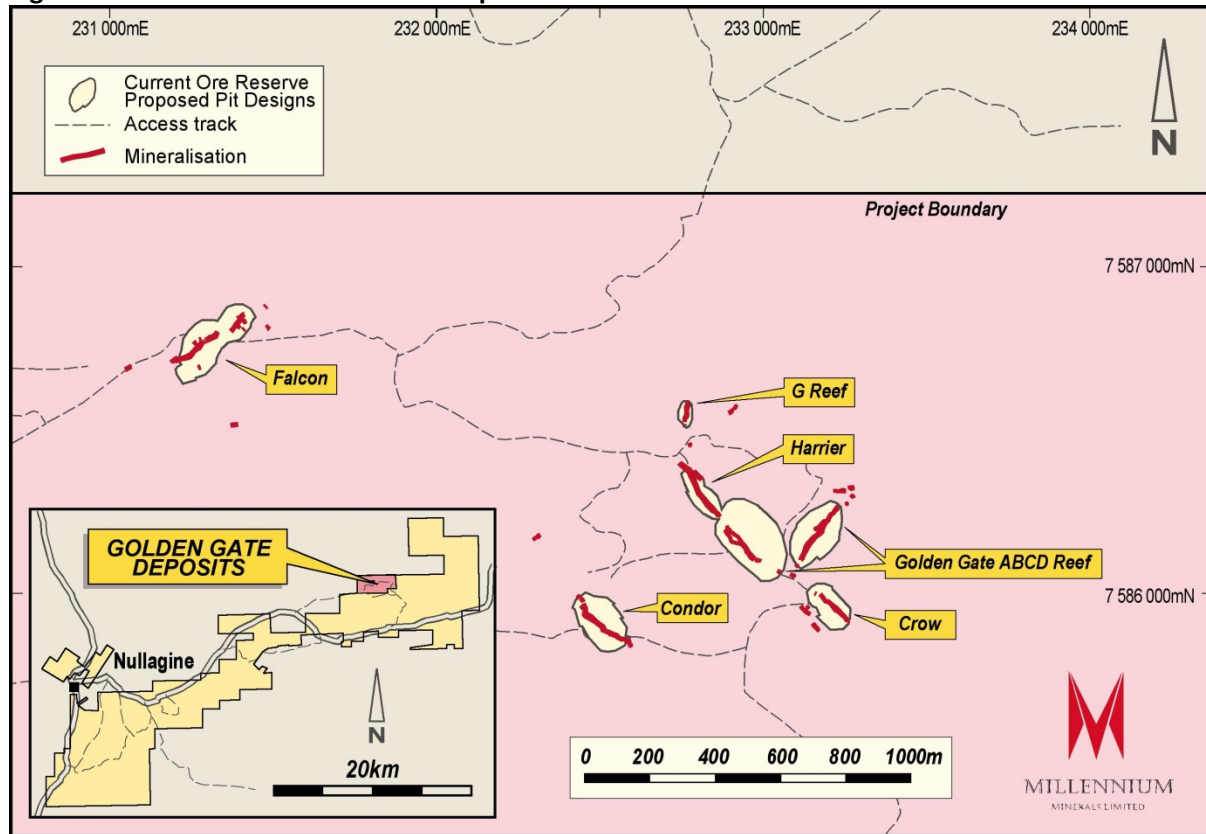 231 000mE
232 000mE
233 000mE
234 000mE
Current Ore Reserve
Proposed Pit Designs
Access track
Mineralisation
N
Project Boundary
7 587 000mN
Falcon
G Reef
Harrier
Golden Gate ABCD Reef
7 586 000mN
Condor
Crow
GOLDEN GATE
DEPOSITS
Nullagine
N
20km
0 200 400 600 800 1000m
MILLENNIUM
MINERALS LIMITED